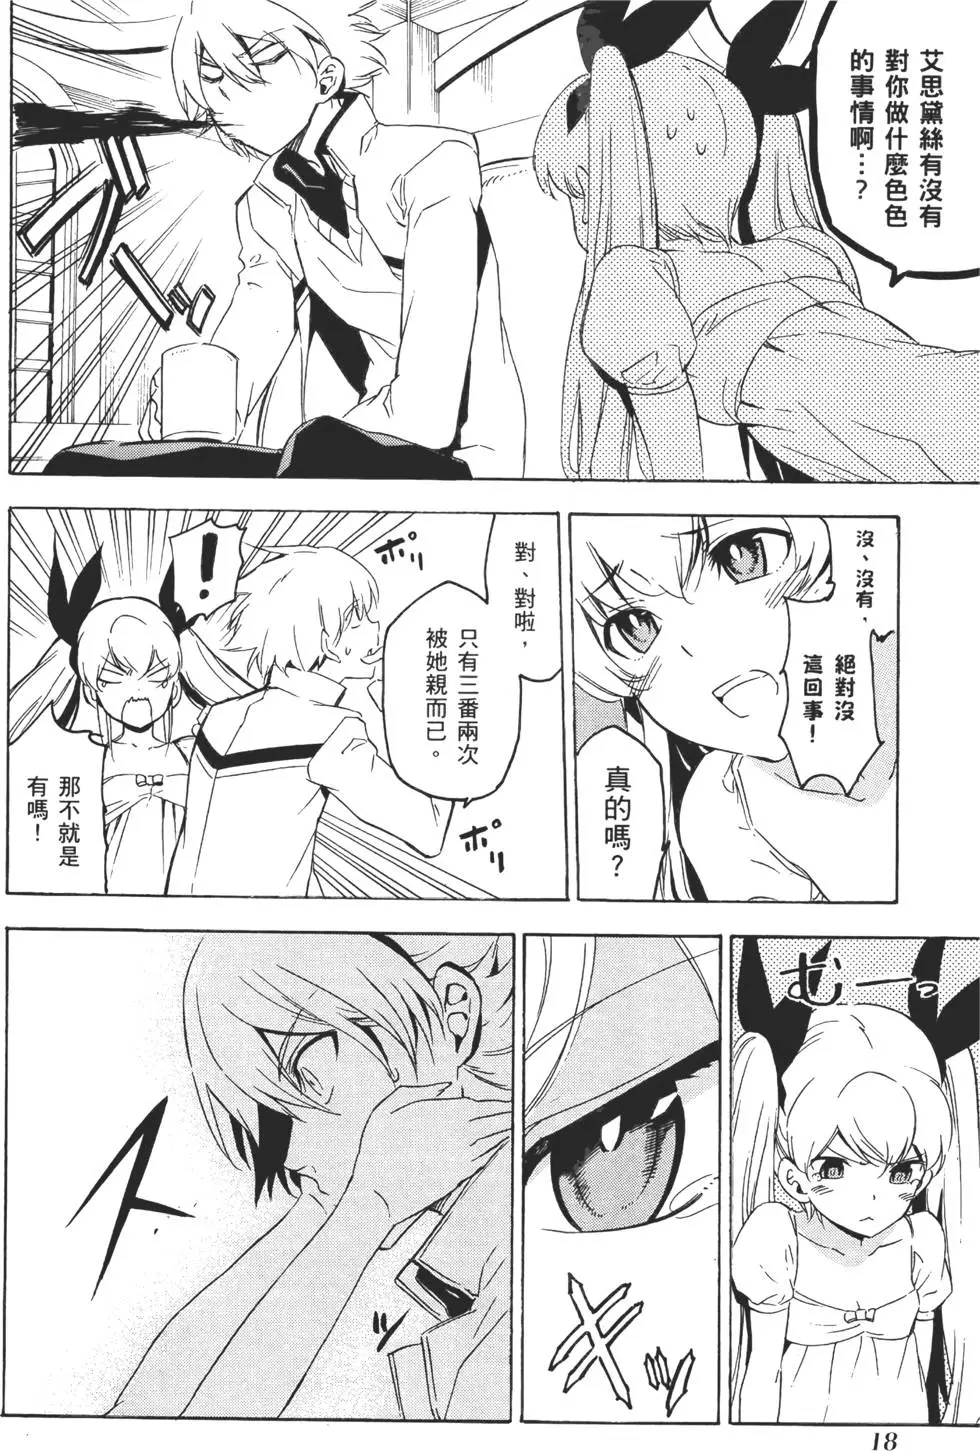 艾思黛絲有沒有
對你做什麼色色
的事情啊…？
沒、沒有，
絕對沒
這回事！
真的嗎？
對、對啦，
只有三番兩次
被她親而已。
ポリ
ポリ
！
那不就是
有嗎！
むーっ
キッ
ス
18